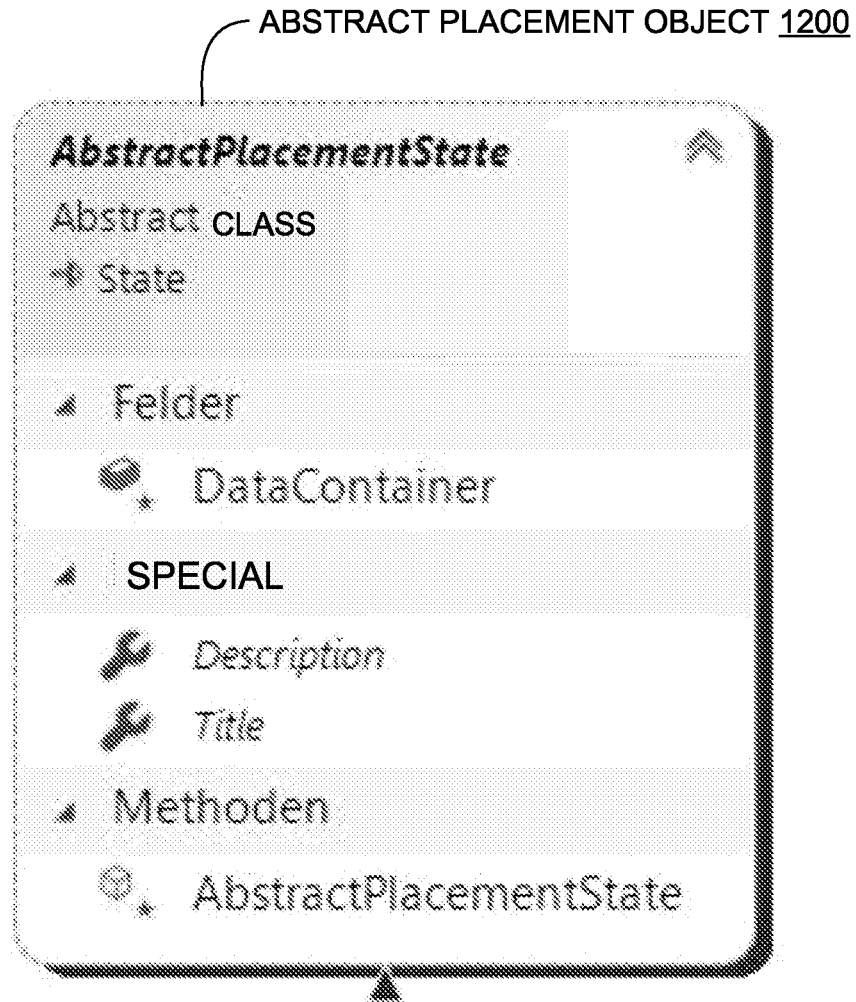 ABSTRACT PLACEMENT OBJECT 1200
AbstractPlacementState
Abstract CLASS
State
Felder
DataContainer
SPECIAL
Description
Title
Methoden
AbstractPlacementState